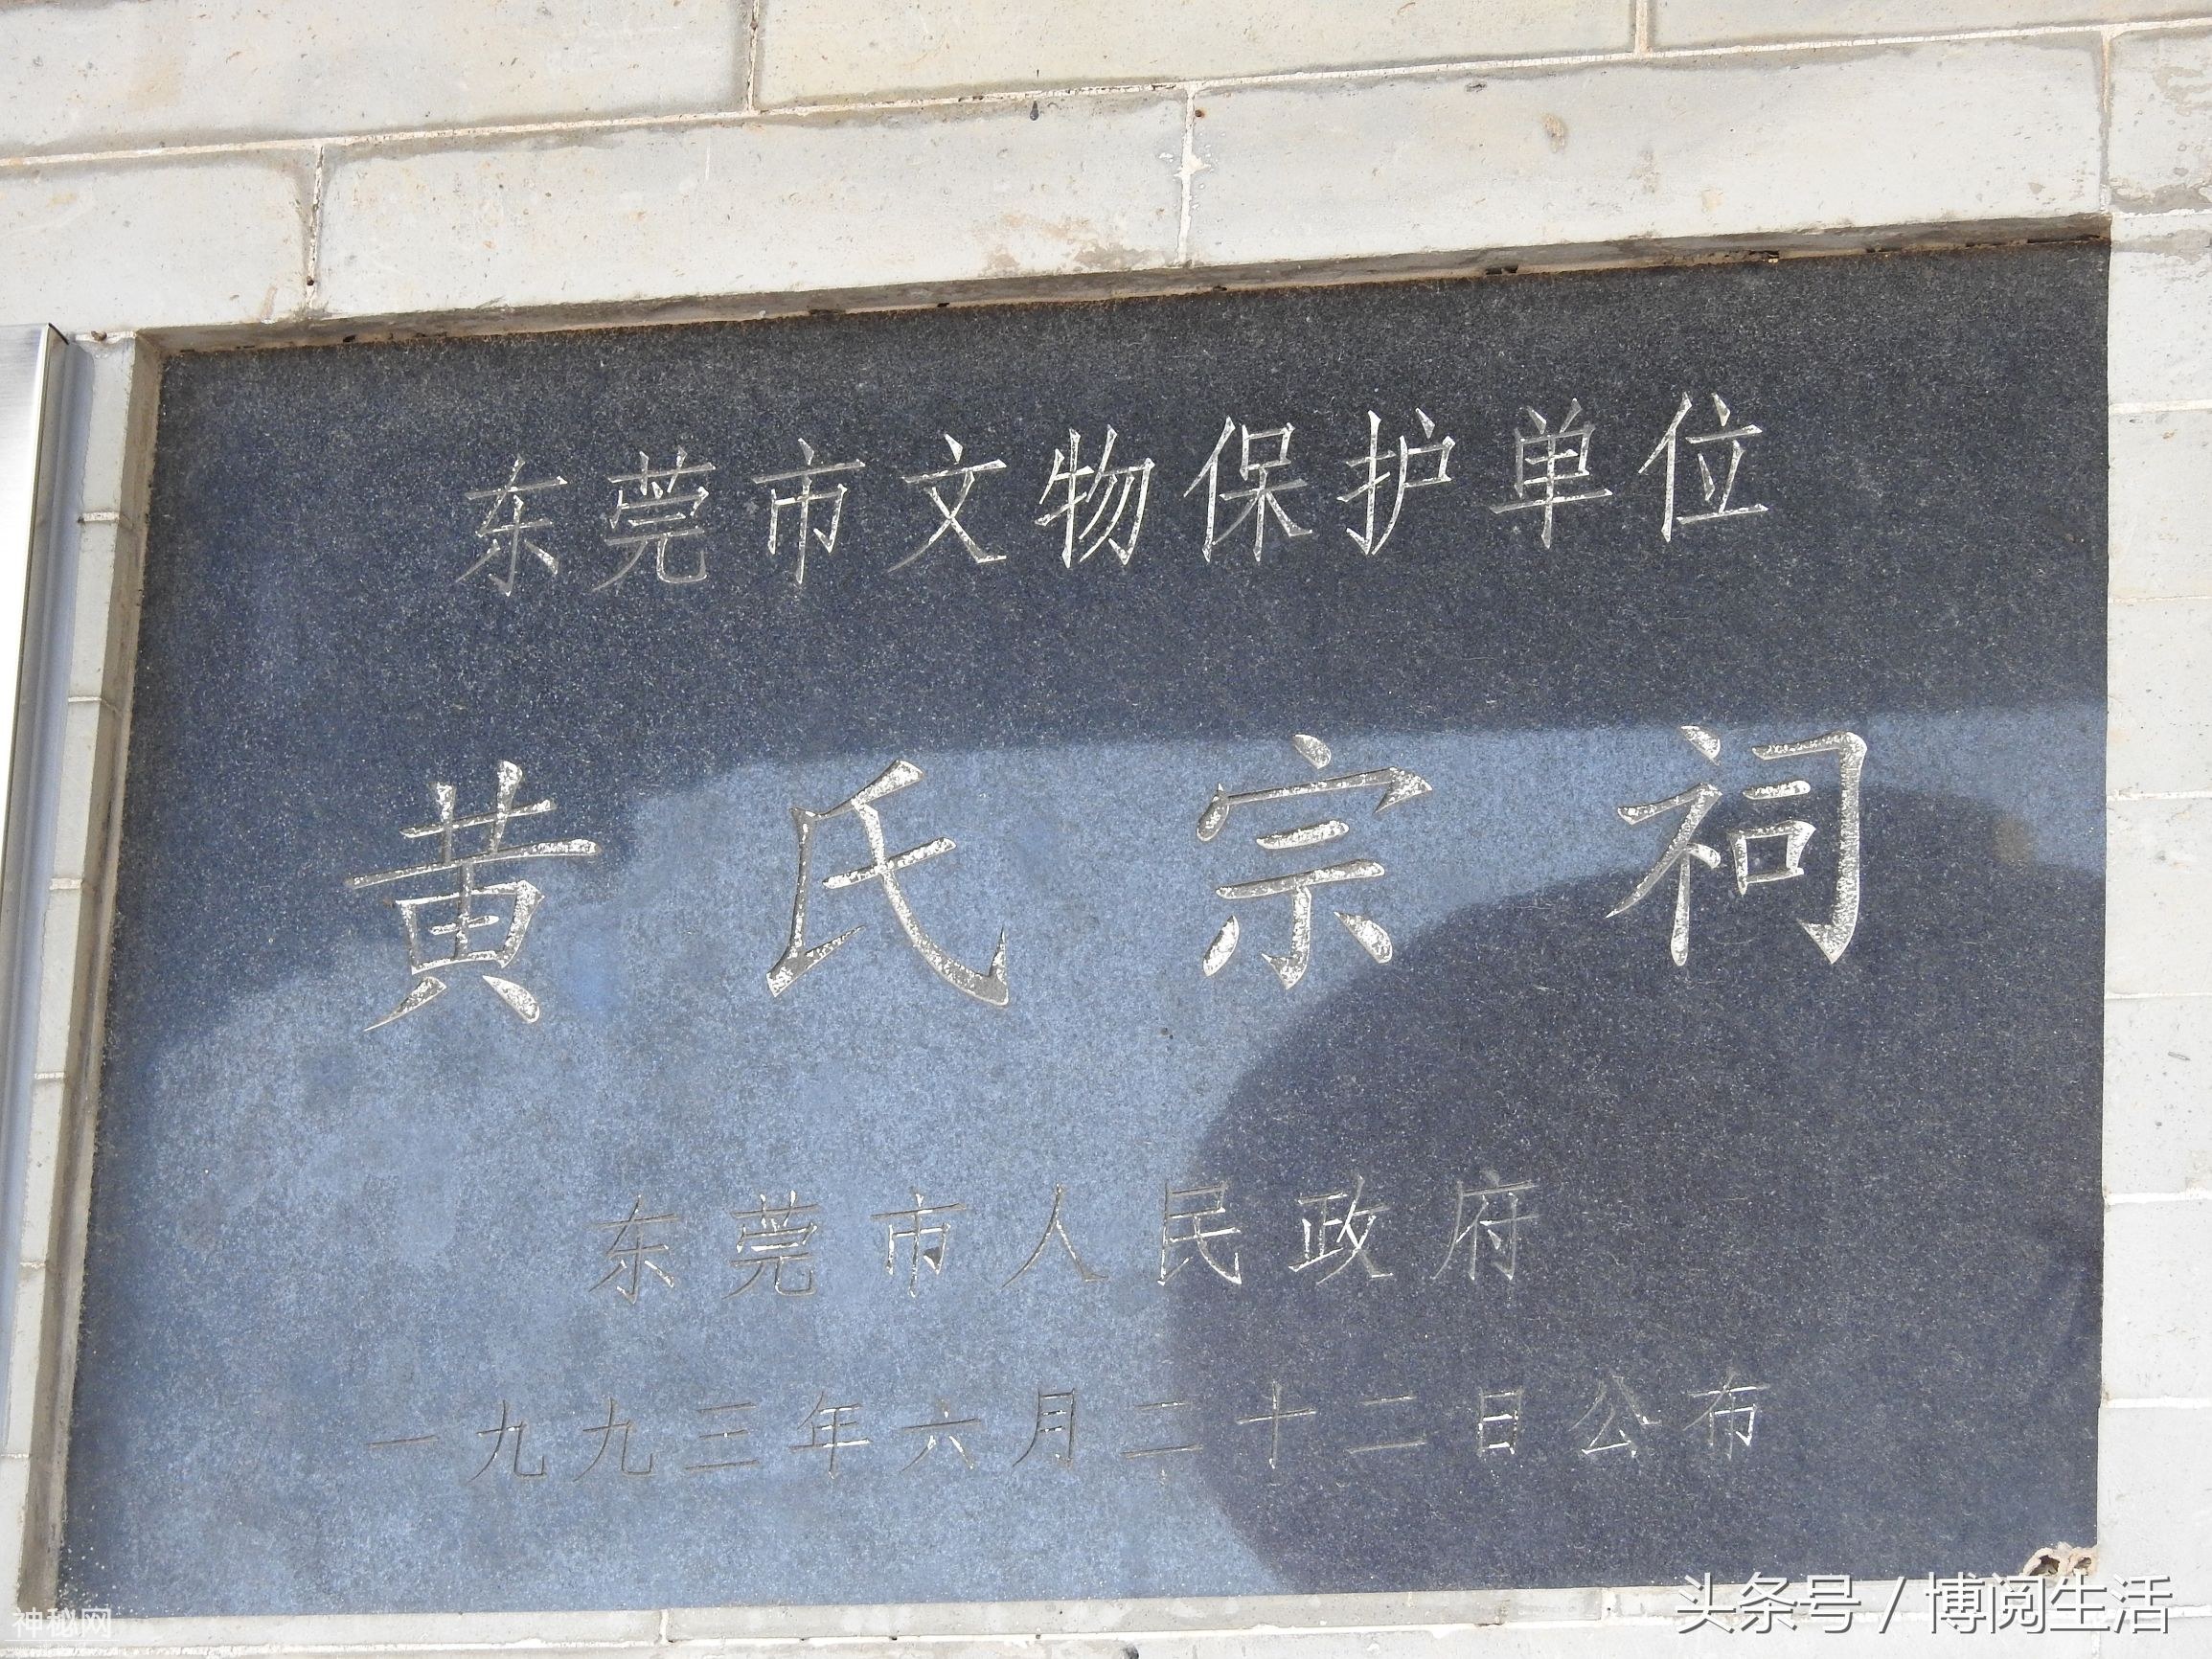 东莞市文物保护单位
黄氏宗祠
东莞市人民政府
一九九三年六月二十二日公布
头条号 / 博阅生活
神秘网